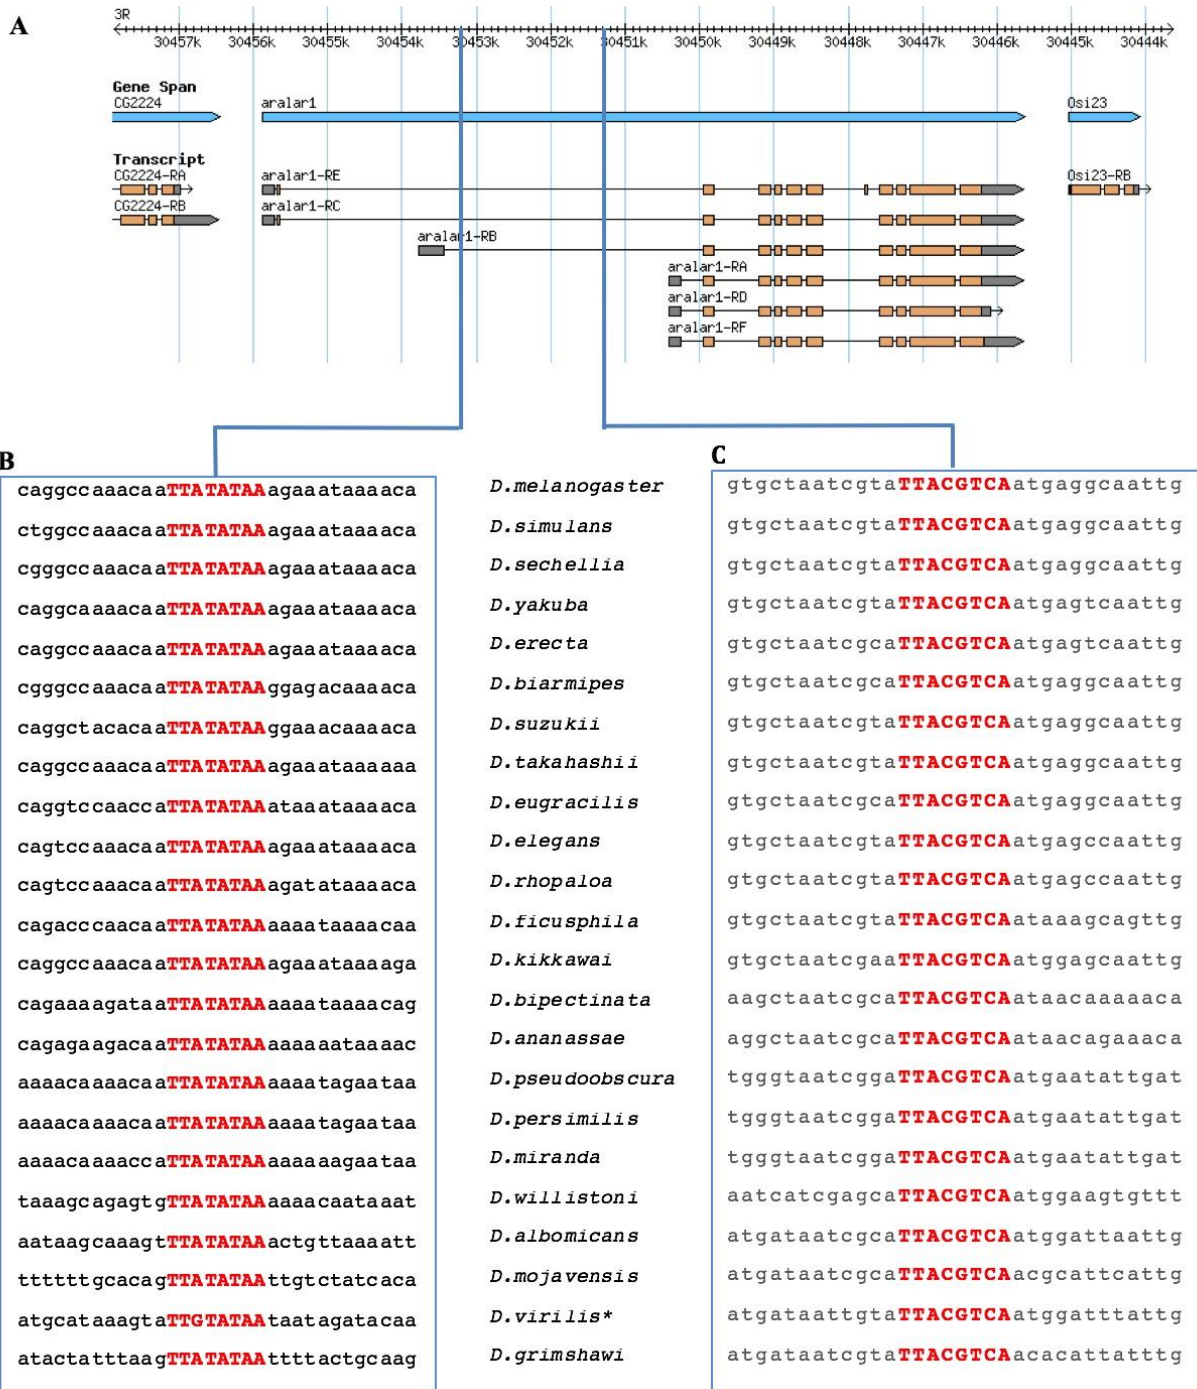 A
3R
30457k 30456k 30455k 30454k 30453k 30452k 30451k 30450k 30449k 30448k 30447k 30446k 30445k 30444k
Gene Span
CG2224 aralar1 Osi23
Transcript
CG2224-RA aralar1-RE Osi23-RB
CG2224-RB aralar1-RC
aralar1-RB
aralar1-RA
aralar1-RD
aralar1-RF
B C
caggccaaacaaTTATATAAagaaataaaaca D.melanogaster gtgctaatcgtaTTACGTCAatgaggcaattg
ctggccaaacaaTTATATAAagaaataaaaca D.simulans gtgctaatcgtaTTACGTCAatgaggcaattg
cgggccaaacaaTTATATAAagaaataaaaca D.sechellia gtgctaatcgtaTTACGTCAatgaggcaattg
caggcaaaacaaTTATATAAagaaataaaaca D.yakuba gtgctaatcgtaTTACGTCAatgagtcaattg
caggccaaacaaTTATATAAagaaataaaaca D.erecta gtgctaatcgcaTTACGTCAatgagtcaattg
cgggccaaacaaTTATATAAggagacaaaaca D.biarmipes gtgctaatcgcaTTACGTCAatgaggcaattg
caggctacacaaTTATATAAggaaacaaaaca D.suzukii gtgctaatcgtaTTACGTCAatgaggcaattg
caggccaaacaaTTATATAAagaaataaaaaa D.takahashii gtgctaatcgtaTTACGTCAatgaggcaattg
caggtccaaccaTTATATAAataaataaaaca D.eugracilis gtgctaatcgcaTTACGTCAatgaggcaattg
cagtccaaacaaTTATATAAagaaataaaaca D.elegans gtgctaatcgtaTTACGTCAatgagccaattg
cagtccaaacaaTTATATAAagatataaaaca D.rhopaloa gtgctaatcgtaTTACGTCAatgagccaattg
cagacccaacaaTTATATAAaaaataaaacaa D.ficusphila gtgctaatcgtaTTACGTCAataaagcagttg
caggccaaacaaTTATATAAagaaataaaaga D.kikkawai gtgctaatcgaaTTACGTCAatggagcaattg
cagaaaagataaTTATATAAaaaataaaacag D.bipectinata aagctaatcgcaTTACGTCAataacaaaaaca
cagagaagacaaTTATATAAaaaaaataaaac D.ananassae aggctaatcgcaTTACGTCAataacagaaaca
aaaacaaaacaaTTATATAAaaaatagaataa D.pseudoobscura tgggtaatcggaTTACGTCAatgaatattgat
aaaacaaaacaaTTATATAAaaaatagaataa D.persimilis tgggtaatcggaTTACGTCAatgaatattgat
aaaacaaaaccaTTATATAAaaaaaagaataa D.miranda tgggtaatcggaTTACGTCAatgaatattgat
taaagcagagtgTTATATAAaaaacaataaat D.willistoni aatcatcgagcaTTACGTCAatggaagtgttt
aataagcaaagtTTATATAAactgttaaaatt D.albomicans atgataatcgcaTTACGTCAatggattaattg
ttttttgcacagTTATATAAttgtctatcaca D.mojavensis atgataatcgcaTTACGTCAacgcattcattg
atgcataaagtaTTGTATAAtaatagatacaa D.virilis* atgataattgtaTTACGTCAatggatttattg
atactatttaagTTATATAAttttactgcaag D.grimshawi atgataatcgtaTTACGTCAacacattatttg